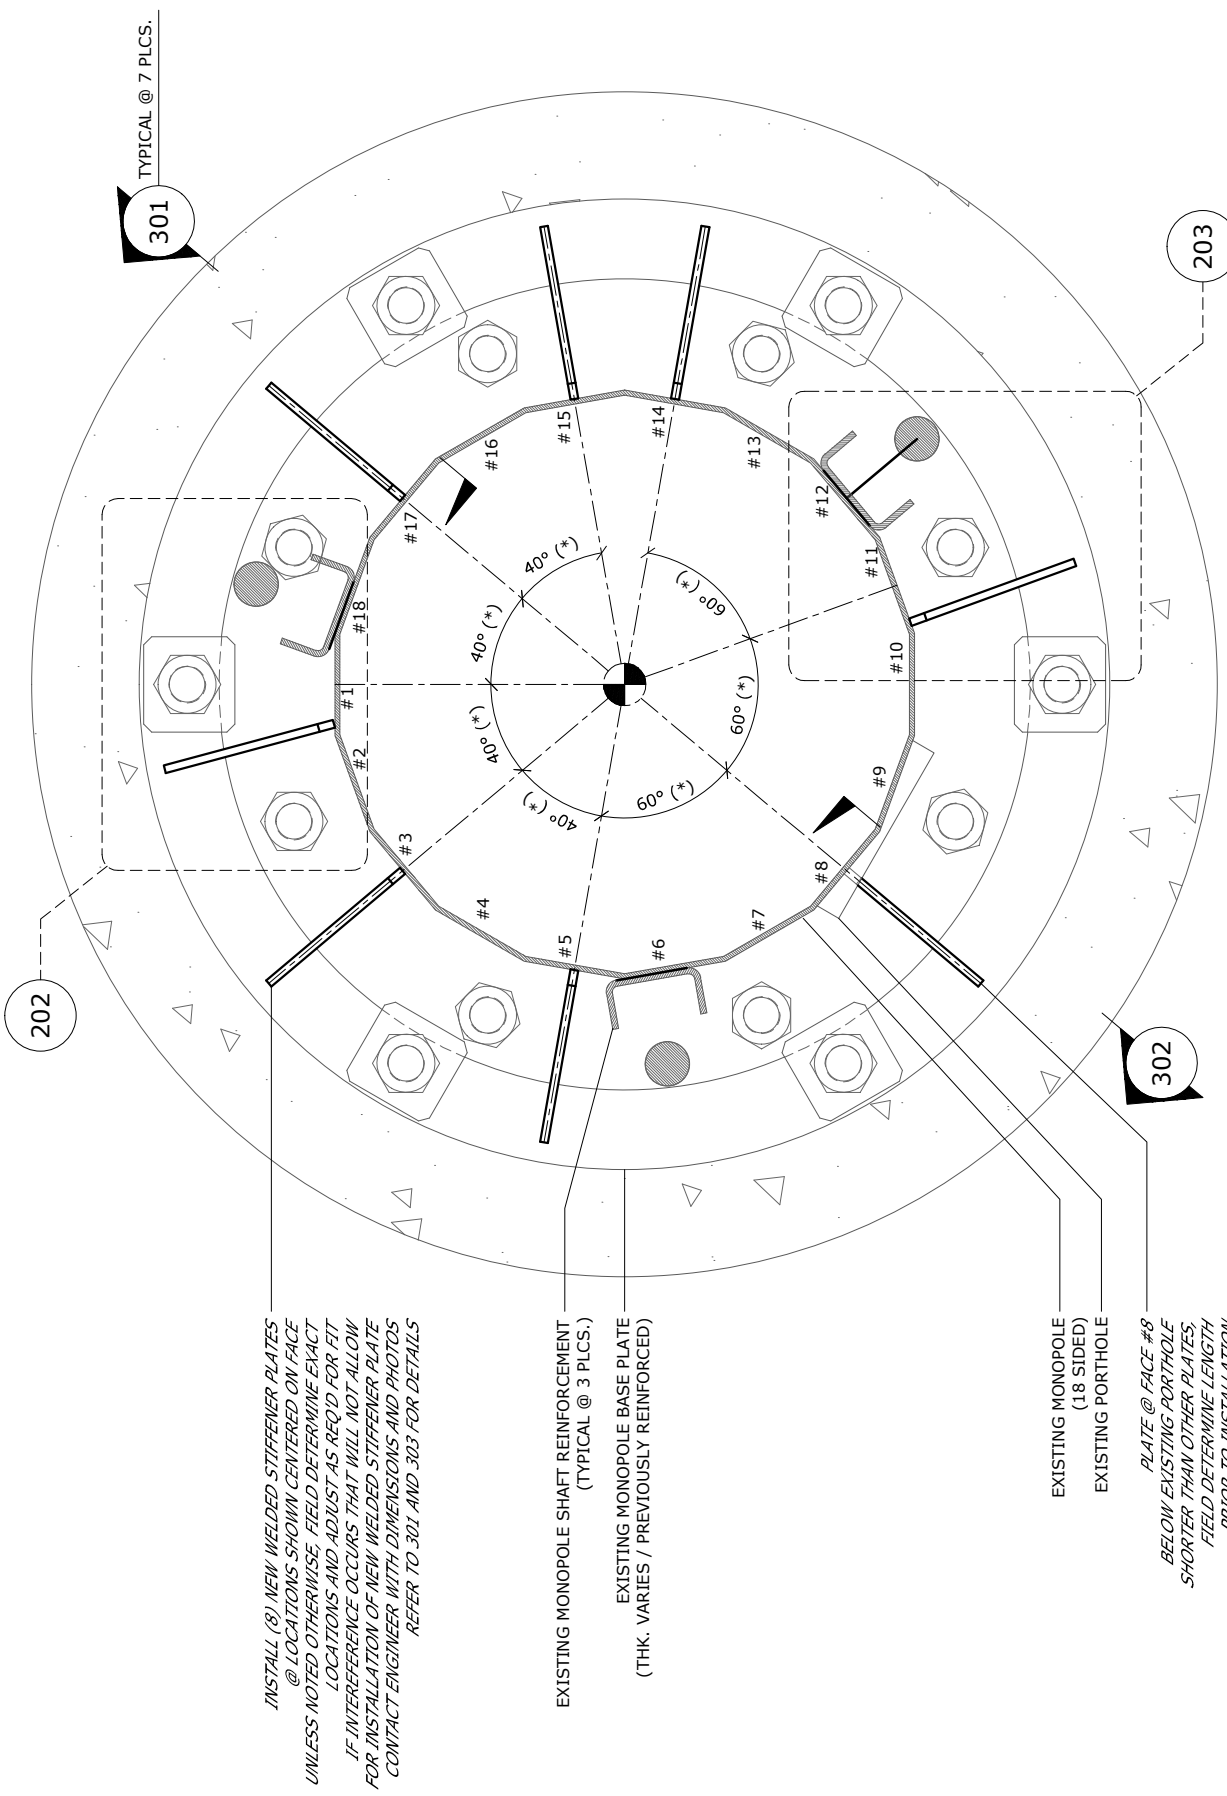 TYPICAL @ 7 PLCS.
301
203
202
302
#1
#2
#3
#4
#5
#6
#7
#8
#9
#10
#11
#12
#13
#14
#15
#16
#17
#18
40° (*)
40° (*)
40° (*)
40° (*)
60° (*)
60° (*)
60° (*)
INSTALL (8) NEW WELDED STIFFENER PLATES
@ LOCATIONS SHOWN CENTERED ON FACE
UNLESS NOTED OTHERWISE, FIELD DETERMINE EXACT
LOCATIONS AND ADJUST AS REQ'D FOR FIT
IF INTEREFERENCE OCCURS THAT WILL NOT ALLOW
FOR INSTALLATION OF NEW WELDED STIFFENER PLATE
CONTACT ENGINEER WITH DIMENSIONS AND PHOTOS
REFER TO 301 AND 303 FOR DETAILS
EXISTING MONOPOLE SHAFT REINFORCEMENT
(TYPICAL @ 3 PLCS.)
EXISTING MONOPOLE BASE PLATE
(THK. VARIES / PREVIOUSLY REINFORCED)
EXISTING MONOPOLE
(18 SIDED)
EXISTING PORTHOLE
PLATE @ FACE #8
BELOW EXISTING PORTHOLE
SHORTER THAN OTHER PLATES,
FIELD DETERMINE LENGTH
PRIOR TO INSTALLATION